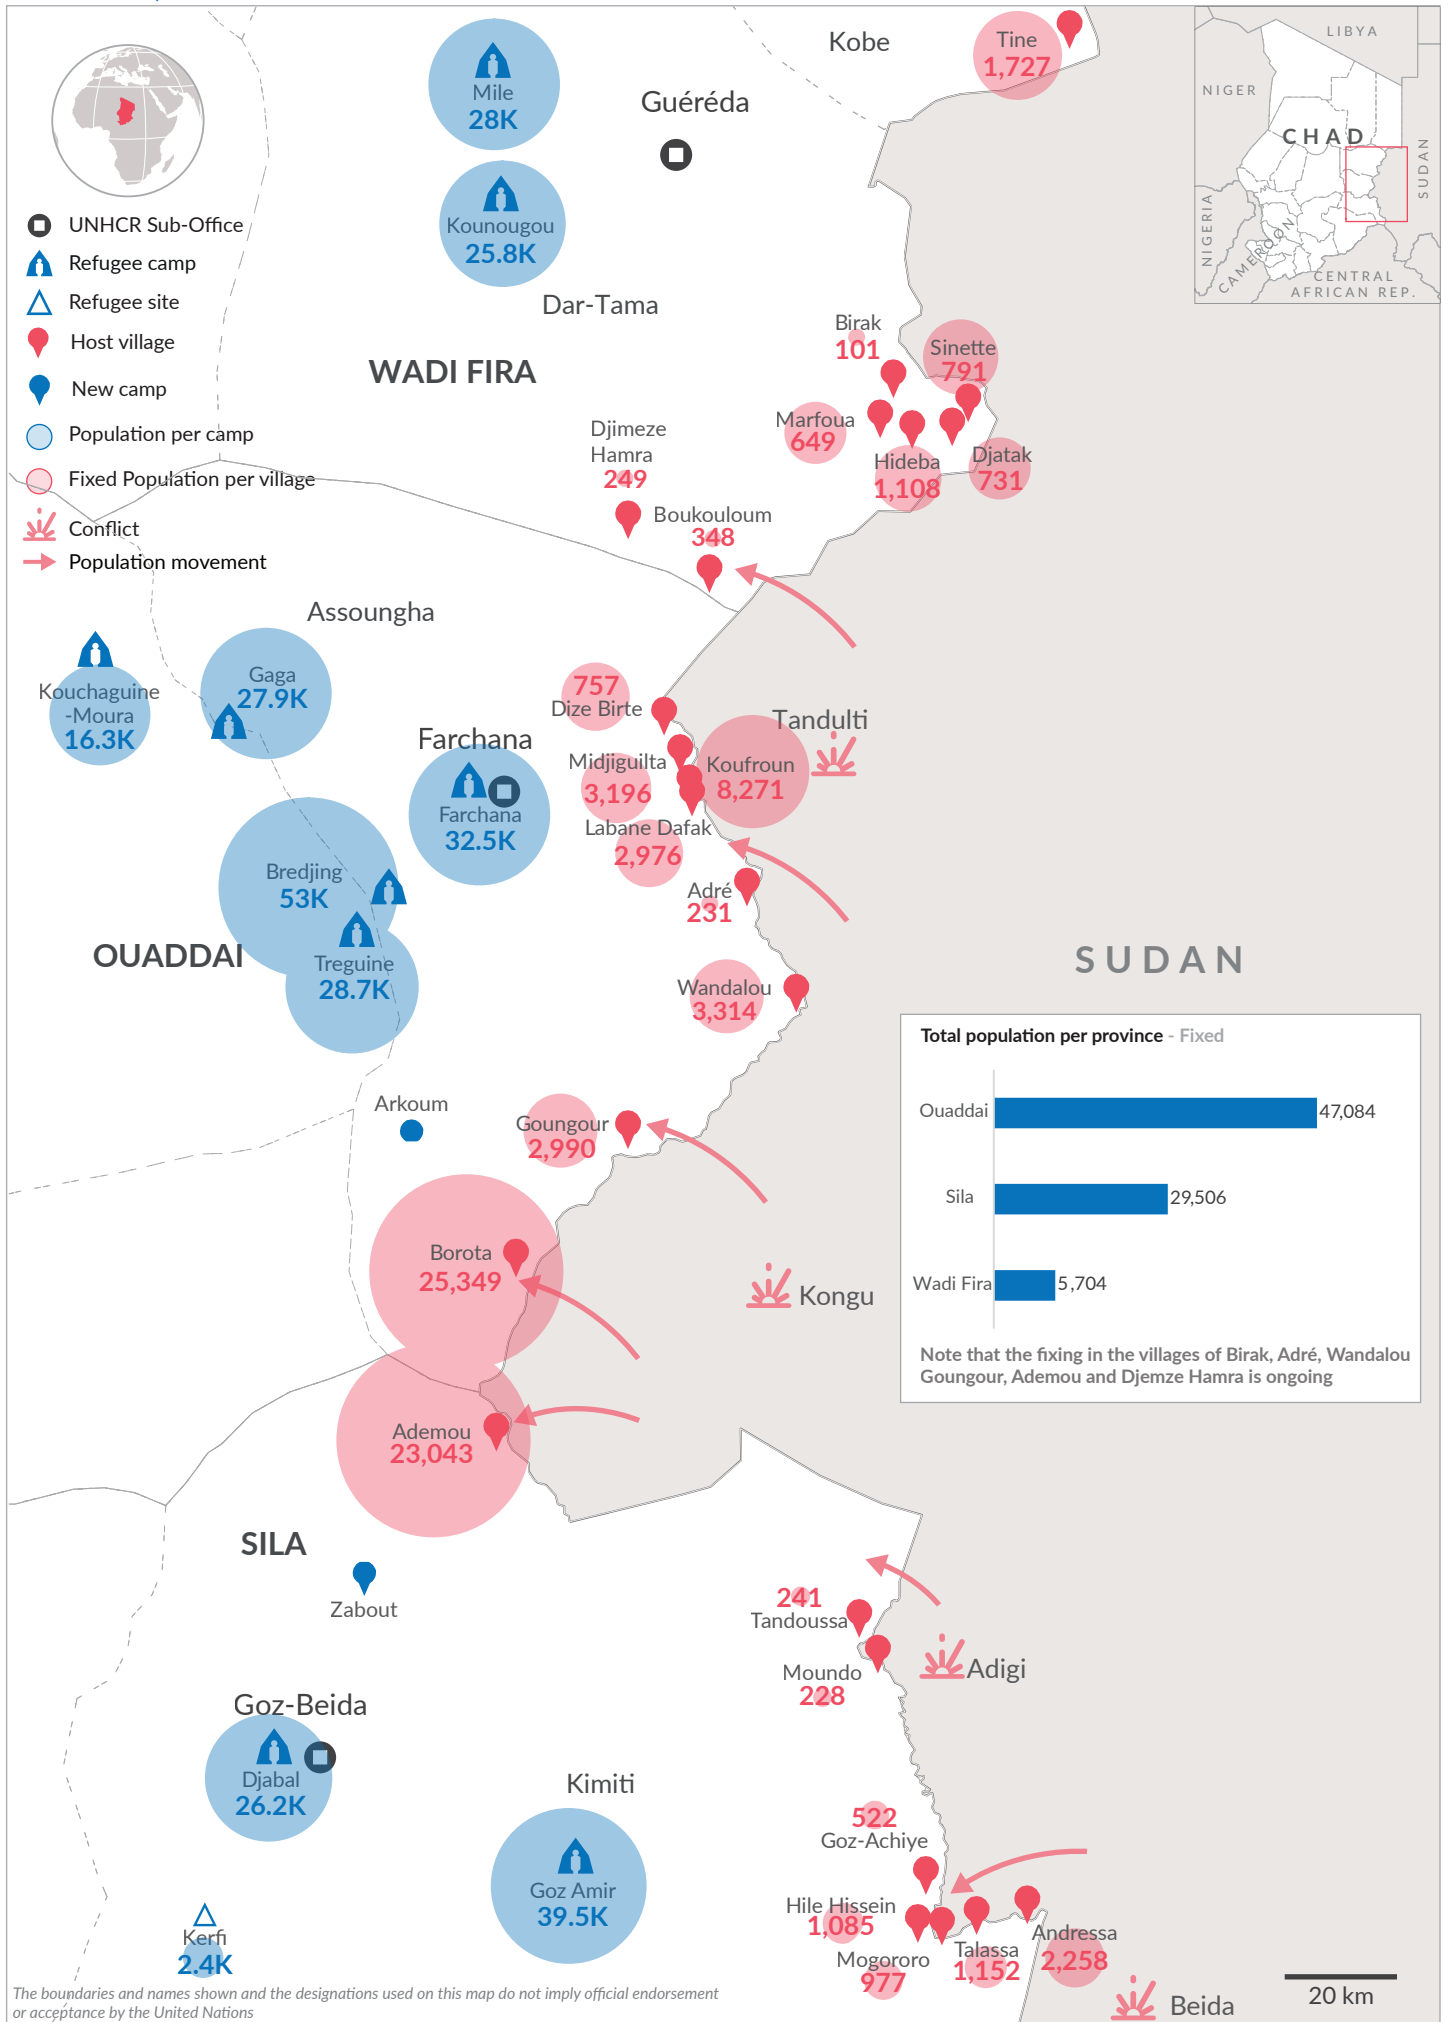 Kobe
Tine
1,727
LIBYA
NIGER
CHAD
SUDAN
NIGERIA
CAMEROON
CENTRAL
AFRICAN REP.
Mile
28K
Guéréda
Kounougou
25.8K
Dar-Tama
WADI FIRA
UNHCR Sub-Office
Refugee camp
Refugee site
Host village
New camp
Population per camp
Fixed Population per village
Conflict
Population movement
Birak
101
Sinette
791
Marfoua
649
Hideba
1,108
Djatak
731
Djimeze
Hamra
249
Boukouloum
348
Assoungha
Kouchaguine
-Moura
16.3K
Gaga
27.9K
757
Dize Birte
Tandulti
Farchana
Farchana
32.5K
Midjiguilta
3,196
Koufroun
8,271
Labane Dafak
2,976
Bredjing
53K
Adré
231
OUADDAI
Treguine
28.7K
Wandalou
3,314
SUDAN
Total population per province - Fixed
Ouaddai
47,084
Sila
29,506
Wadi Fira
5,704
Note that the fixing in the villages of Birak, Adré, Wandalou
Goungour, Ademou and Djemze Hamra is ongoing
Arkoum
Goungour
2,990
Borota
25,349
Kongu
Ademou
23,043
SILA
Zabout
241
Tandoussa
Moundo
228
Adigi
Goz-Beida
Djabal
26.2K
Kimiti
Goz Amir
39.5K
522
Goz-Achiye
Hile Hissein
1,085
Mogororo
977
Talassa
1,152
Andressa
2,258
Kerfi
2.4K
Beida
20 km
The boundaries and names shown and the designations used on this map do not imply official endorsement
or acceptance by the United Nations